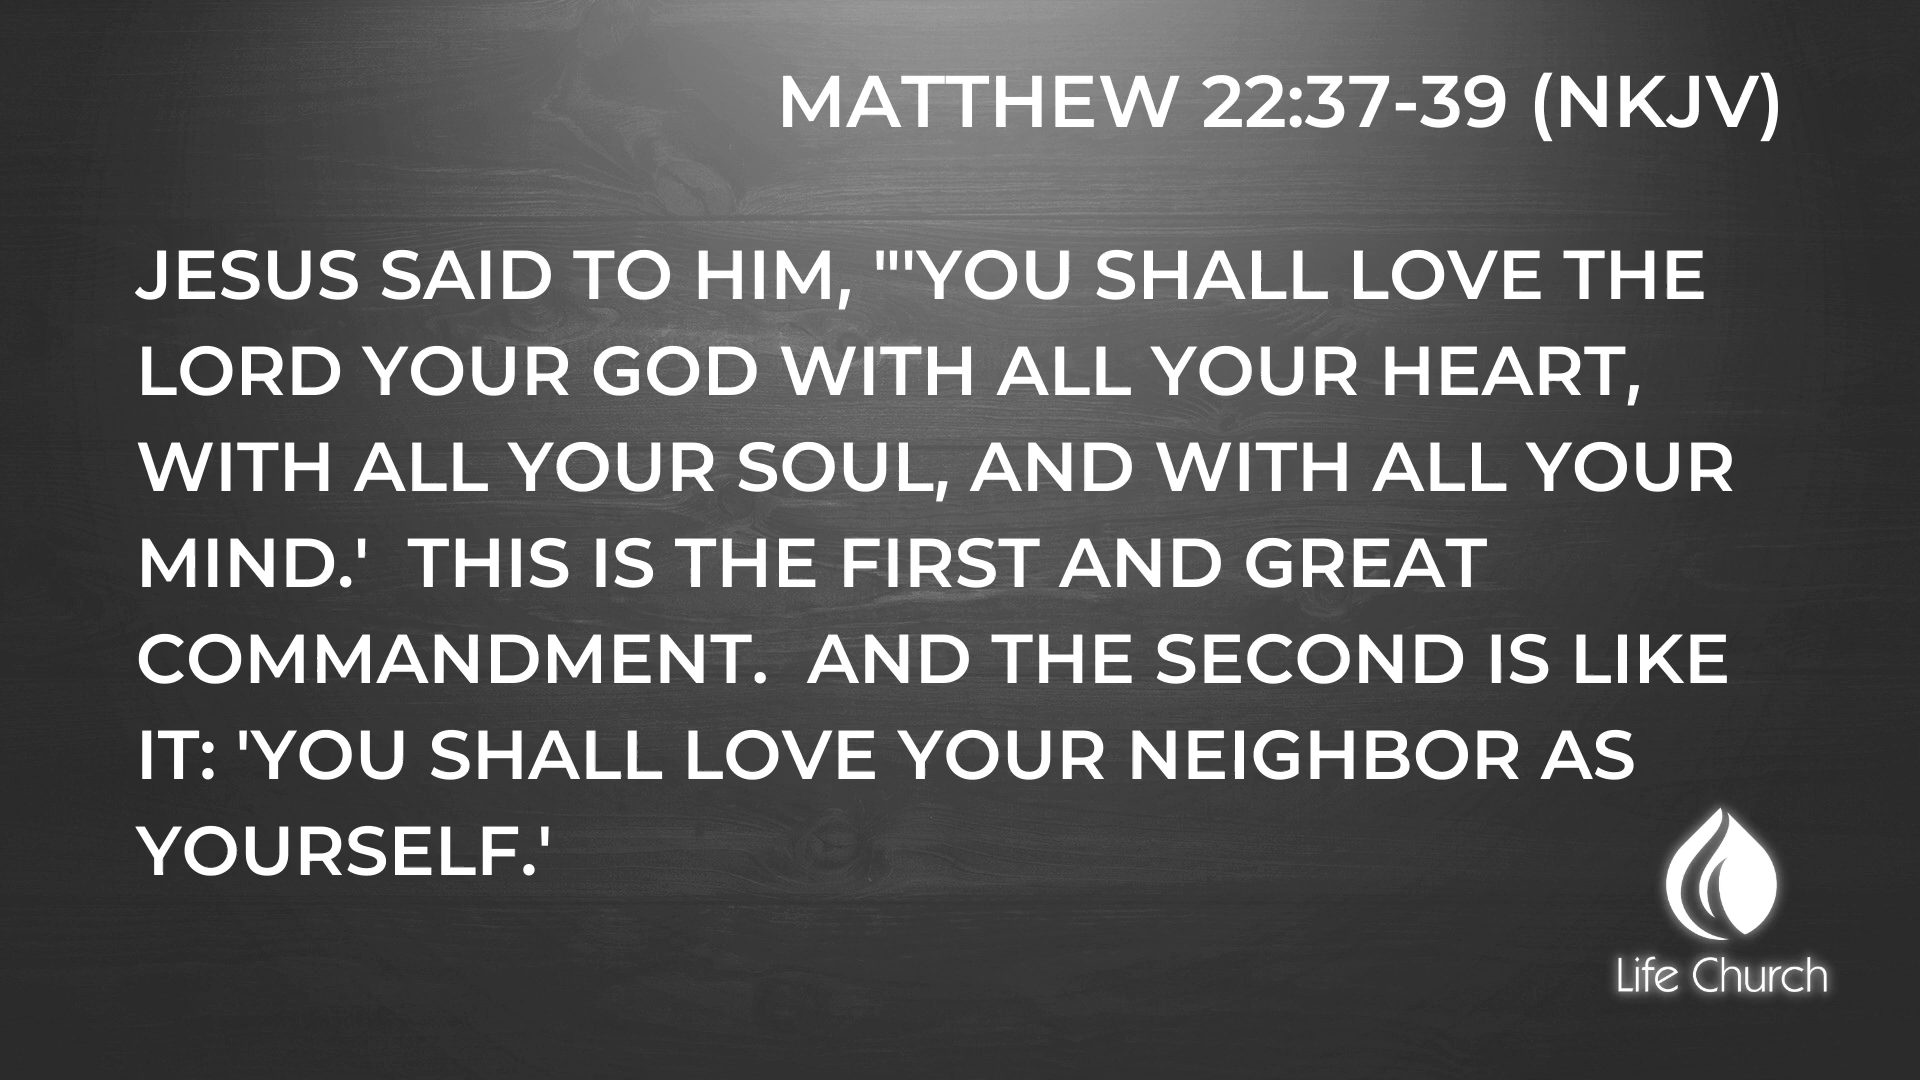 MATTHEW 22:37-39 (NKJV)
JESUS SAID TO HIM, "'YOU SHALL LOVE THE
LORD YOUR GOD WITH ALL YOUR HEART,
WITH ALL YOUR SOUL, AND WITH ALL YOUR
MIND.'  THIS IS THE FIRST AND GREAT
COMMANDMENT.  AND THE SECOND IS LIKE
IT: 'YOU SHALL LOVE YOUR NEIGHBOR AS
YOURSELF.'
Life Church